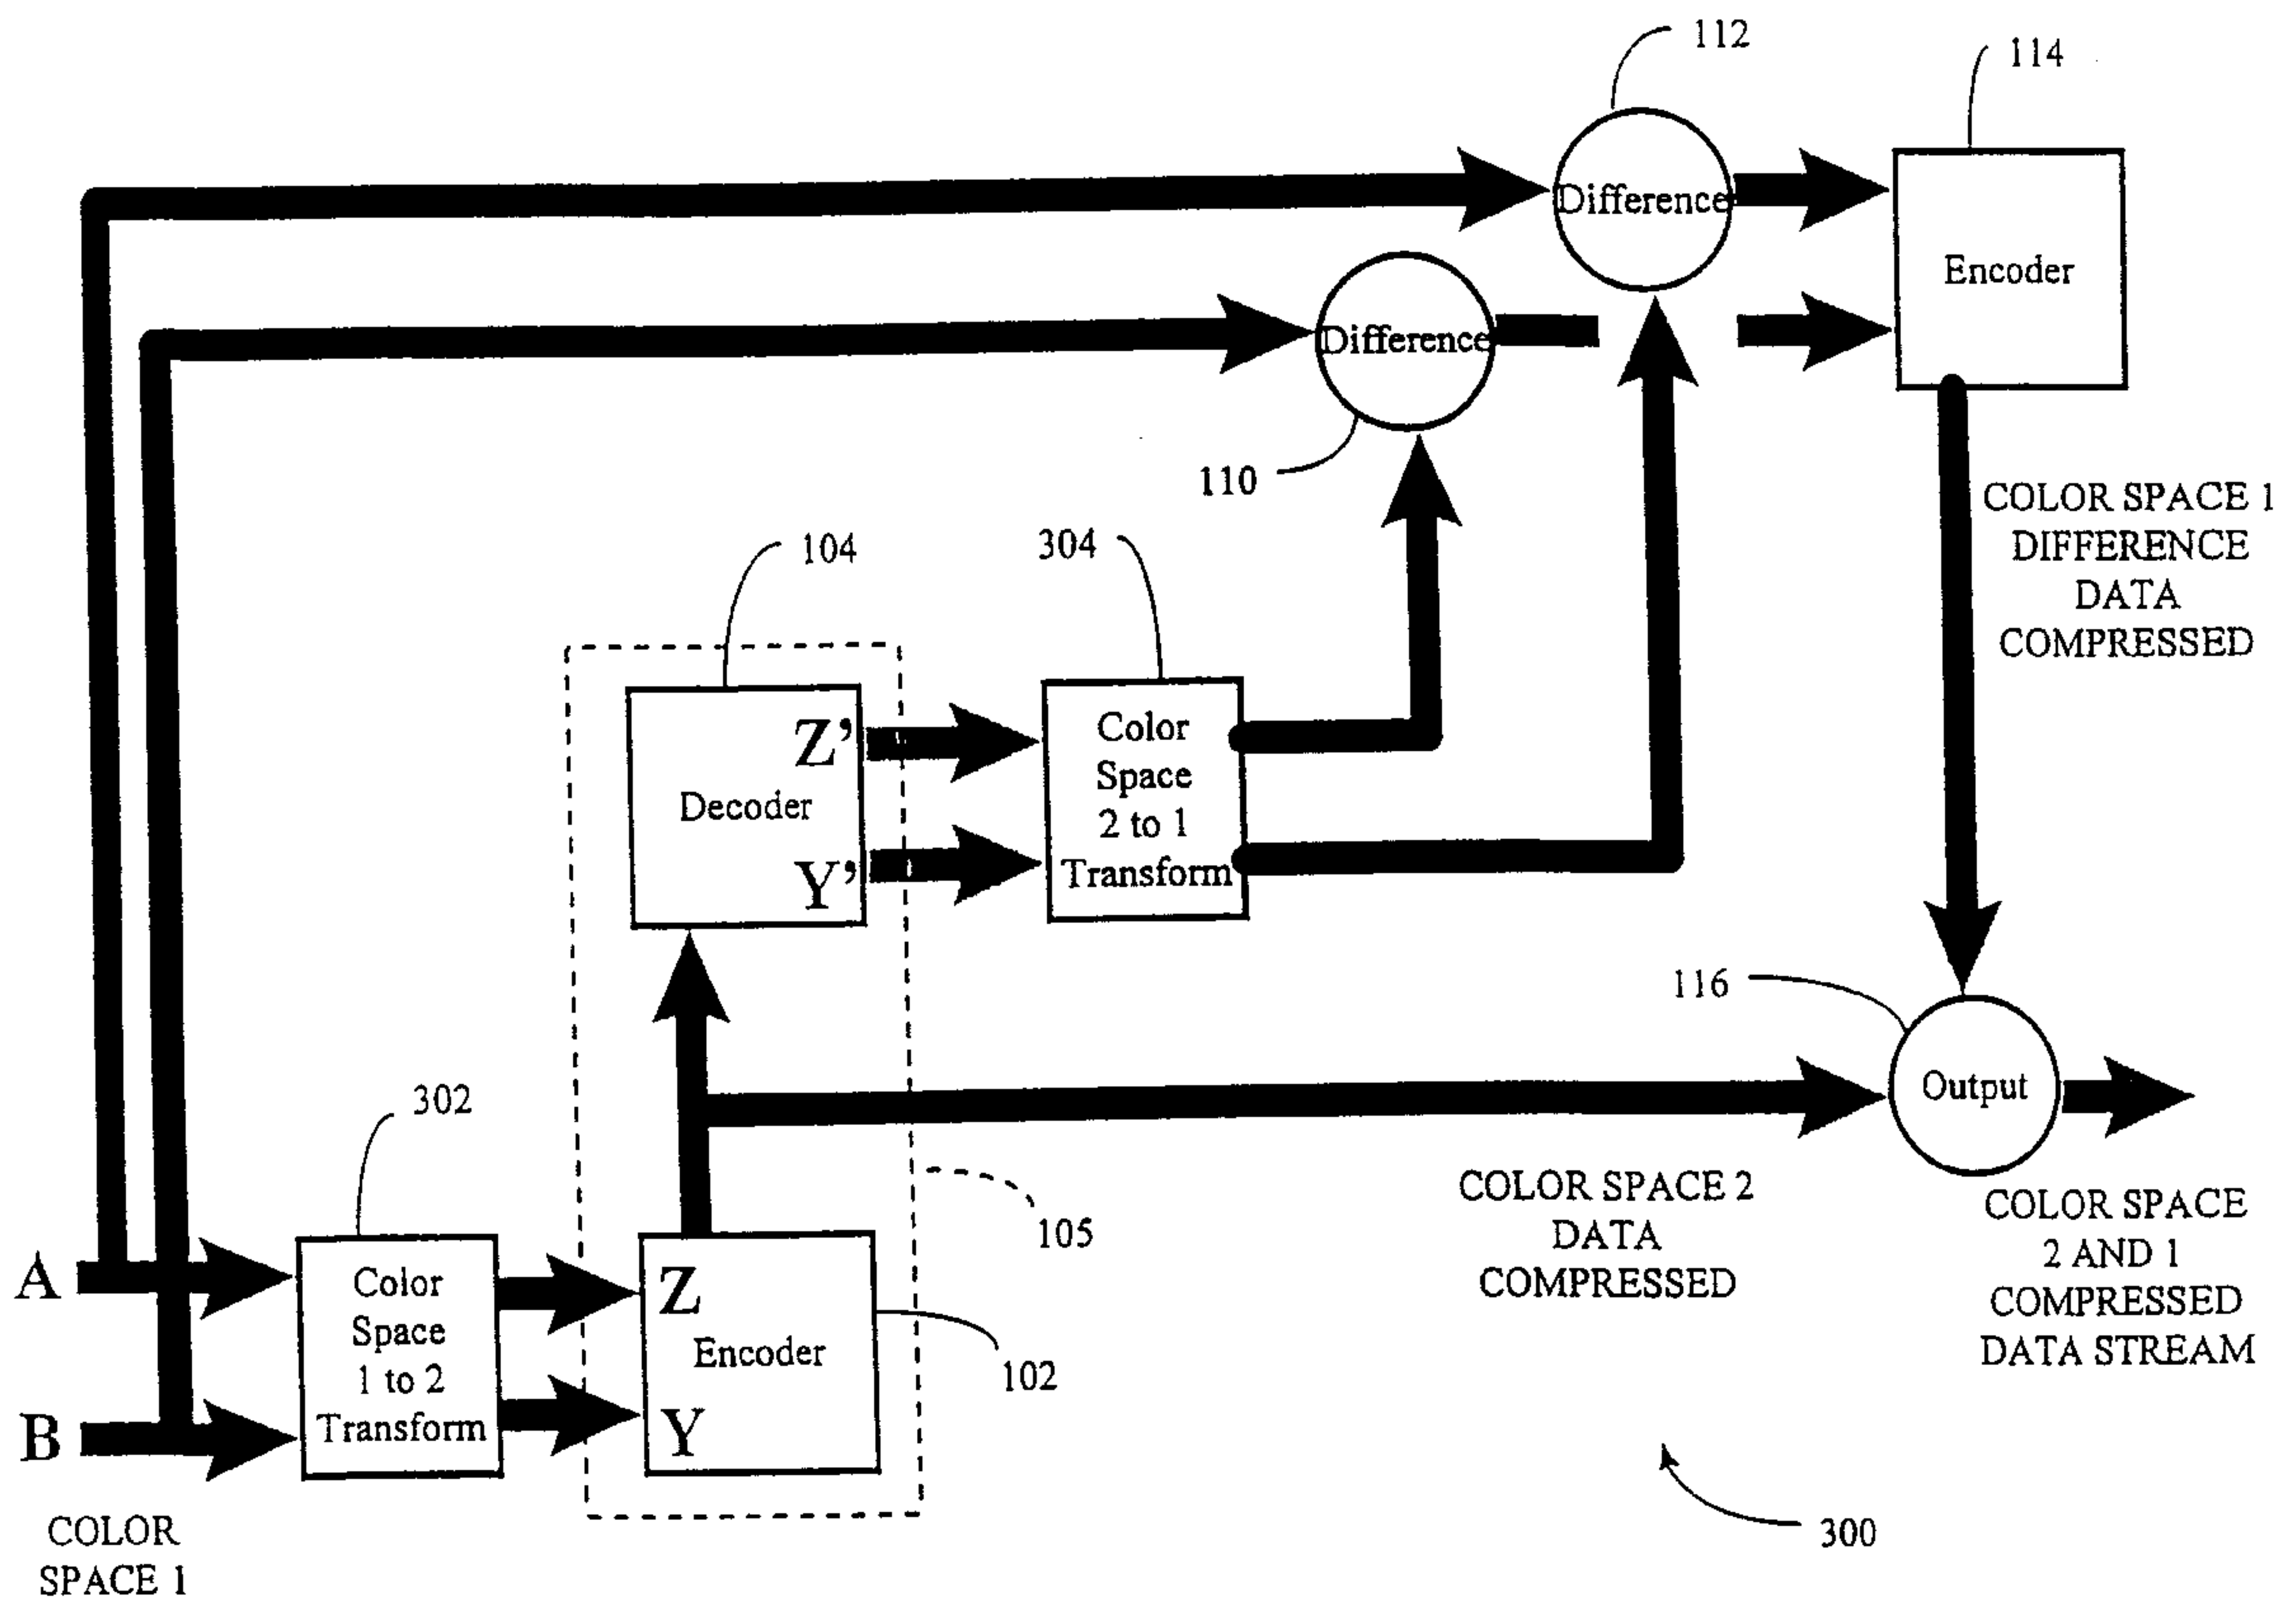 112
114
Difference
Encoder
Difference
110
COLOR SPACE 1
DIFFERENCE
DATA
COMPRESSED
104
304
Z’
Decoder
Y’
Color
Space
2 to 1
Transform
116
Output
302
105
COLOR SPACE 2
DATA
COMPRESSED
COLOR SPACE
2 AND 1
COMPRESSED
DATA STREAM
A
B
Color
Space
1 to 2
Transform
Z
Encoder
Y
102
COLOR
SPACE 1
300